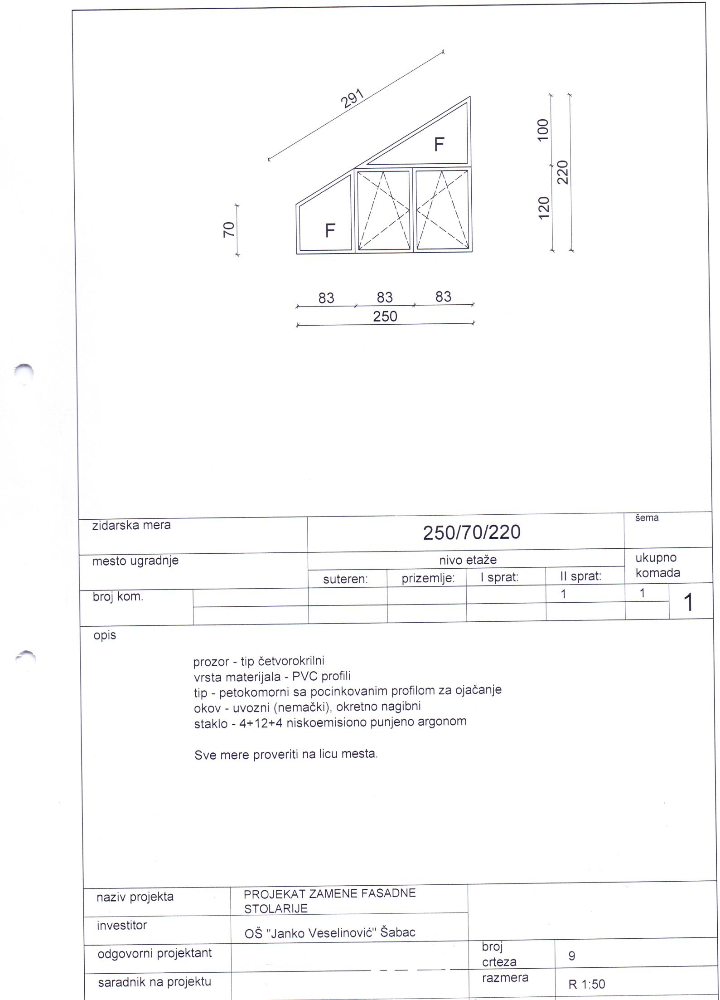 291
F
100
220
120
70
F
83 83 83
250
zidarska mera
250/70/220
šema
mesto ugradnje
nivo etaže
ukupno
komada
suteren:
prizemlje:
I sprat:
II sprat:
broj kom.
1
1
1
opis
prozor - tip četvorokrilni
vrsta materijala - PVC profili
tip - petokomorni sa pocinkovanim profilom za ojačanje
okov - uvozni (nemački), okretno nagibni
staklo - 4+12+4 niskoemisiono punjeno argonom
Sve mere proveriti na licu mesta.
naziv projekta
PROJEKAT ZAMENE FASADNE
STOLARIJE
investitor
OŠ "Janko Veselinović" Šabac
odgovorni projektant
broj
crteza
9
saradnik na projektu
razmera
R 1:50